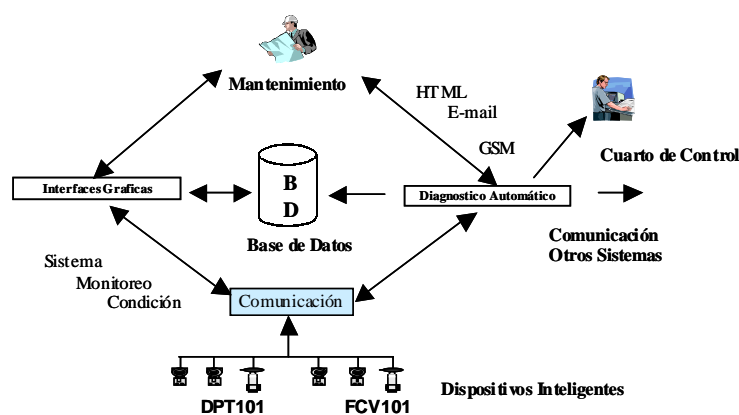 Mantenimiento
HTML
E-mail
GSM
Cuarto de Control
Interfaces Graficas
B
D
Diagnostico Automático
Base de Datos
Comunicación
Otros Sistemas
Sistema
Monitoreo
Condición
Comunicación
Dispositivos Inteligentes
DPT101
FCV101